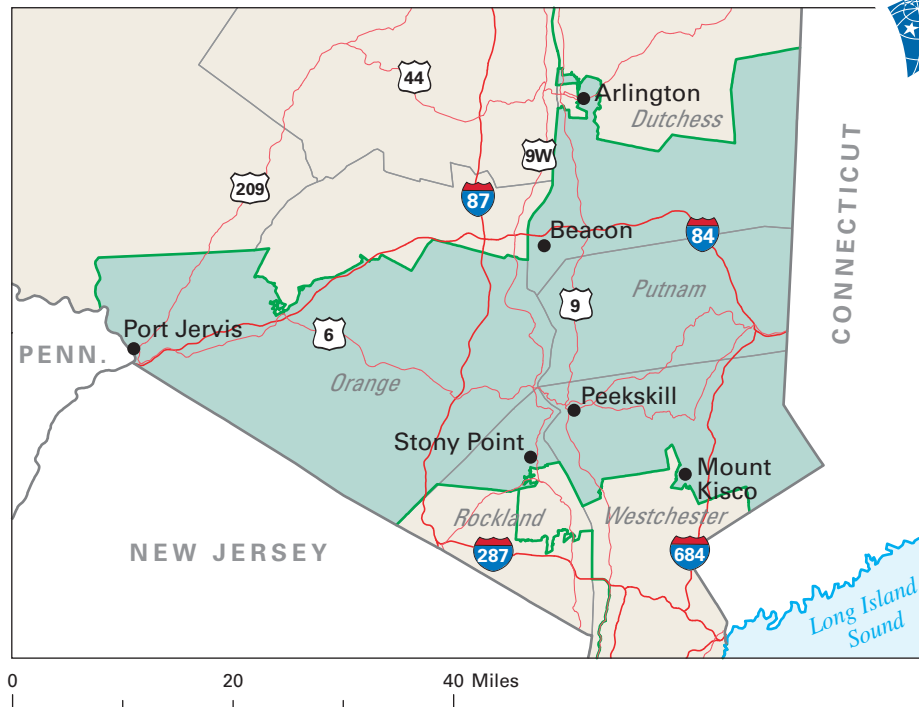 44
Arlington
Dutchess
9W
209
87
CONNECTICUT
Beacon
84
Putnam
9
Port Jervis
6
PENN.
Orange
Peekskill
Stony Point
Mount
Kisco
Rockland
Westchester
NEW JERSEY
287
684
Long Island
Sound
0 20 40 Miles